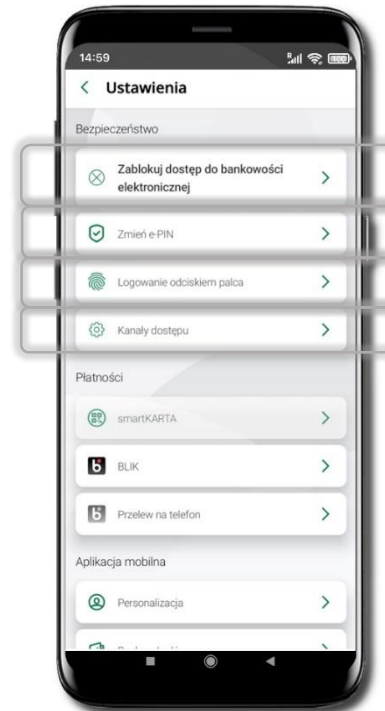 14:59
Ustawienia
Bezpieczeństwo
Zablokuj dostęp do bankowości
elektronicznej
Zmień e-PIN
Logowanie odciskiem palca
Kanały dostępu
Płatności
smartKARTA
BLIK
Przelew na telefon
Aplikacja mobilna
Personalizacja